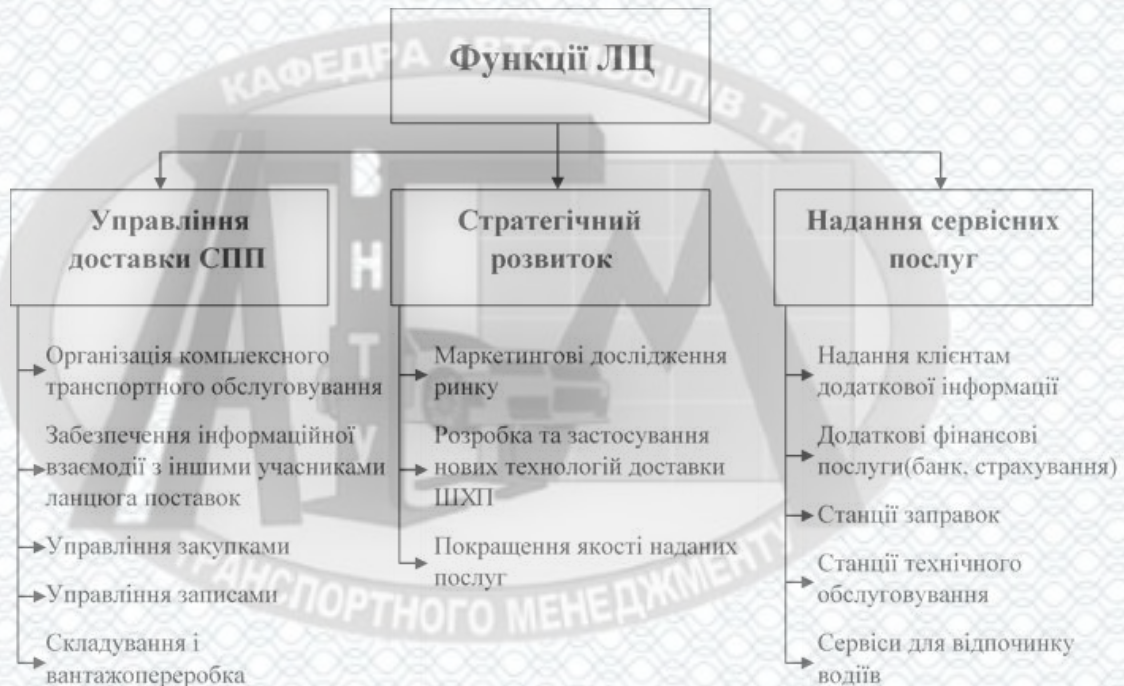 Функції ЛЦ
Управління
доставки СПП
Організація комплексного
транспортного обслуговування
Забезпечення інформаційної
взаємодії з іншими учасниками
ланцюга поставок
Управління закупками
Управління записами
Складування і
вантажопереробка
Стратегічний
розвиток
Маркетингові дослідження
ринку
Розробка та застосування
нових технологій доставки
ШХП
Покращення якості наданих
послуг
Надання сервісних
послуг
Надання клієнтам
додаткової інформації
Додаткові фінансові
послуги(банк, страхування)
Станції заправок
Станції технічного
обслуговування
Сервіси для відпочинку
водіїв
КАФЕДРА АВТОМОБІЛІВ ТА
ВНТУ
ТРАНСПОРТНОГО МЕНЕДЖМЕНТУ